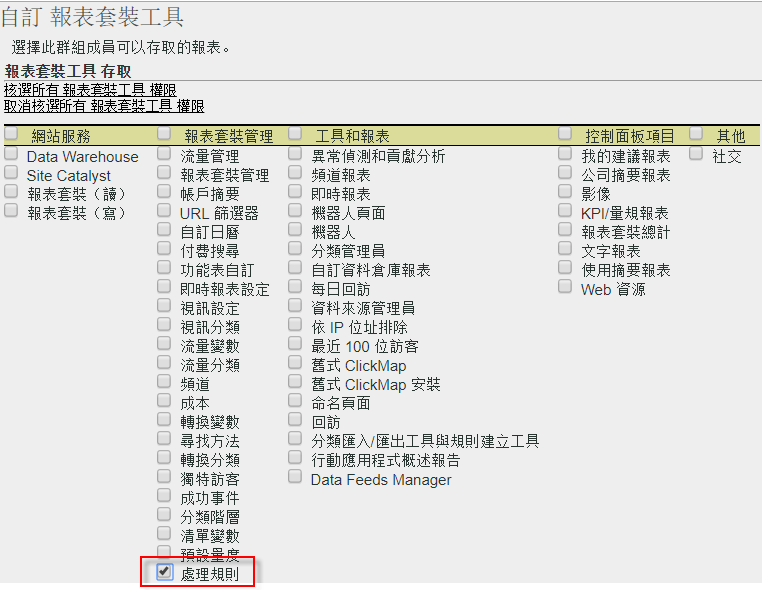 自訂 報表套裝工具
選擇此群組成員可以存取的報表。
報表套裝工具 存取
核選所有 報表套裝工具 權限
取消核選所有 報表套裝工具 權限
網站服務
Data Warehouse
Site Catalyst
報表套裝（讀）
報表套裝（寫）
報表套裝管理
流量管理
報表套裝管理
帳戶摘要
URL 篩選器
自訂日曆
付費搜尋
功能表自訂
即時報表設定
視訊設定
視訊分類
流量變數
流量分類
頻道
成本
轉換變數
尋找方法
轉換分類
獨特訪客
成功事件
分類階層
清單變數
預設量度
處理規則
工具和報表
異常偵測和貢獻分析
頻道報表
即時報表
機器人頁面
機器人
分類管理員
自訂資料倉庫報表
每日回訪
資料來源管理員
依 IP 位址排除
最近 100 位訪客
舊式 ClickMap
舊式 ClickMap 安裝
命名頁面
回訪
分類匯入/匯出工具與規則建立工具
行動應用程式概述報告
Data Feeds Manager
控制面板項目
我的建議報表
公司摘要報表
影像
KPI/量規報表
報表套裝總計
文字報表
使用摘要報表
Web 資源
其他
社交